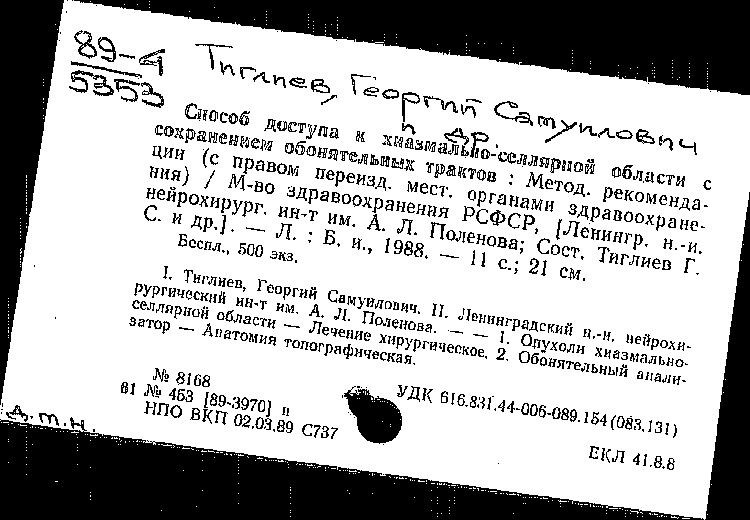 89-4
5353
Тиглиев, Георгий Самуилович
и др.
Способ доступа к хиазмально-селлярной области с
сохранением обонятельных трактов : Метод. рекоменда-
ции (с правом переизд. мест. органами здравоохране-
ния) / М-во здравоохранения РСФСР, [Ленингр. н.-и.
нейрохирург. ин-т им. А. Л. Поленова; Сост. Тиглиев Г.
С. и др.]. — Л. : Б. и., 1988. — 11 с.; 21 см.
Беспл., 500 экз.
I. Тиглиев, Георгий Самуилович. II. Ленинградский н.-и. нейрохи-
рургический ин-т им. А. Л. Поленова. — — 1. Опухоли хиазмально-
селлярной области — Лечение хирургическое. 2. Обонятельный анали-
затор — Анатомия топографическая.
УДК 616.831.44-006-089.154(083.131)
№ 8168
61 № 453 [89-3970] п
НПО ВКП 02.03.89 С737
ЕКЛ 41.8.8
д.т.н.